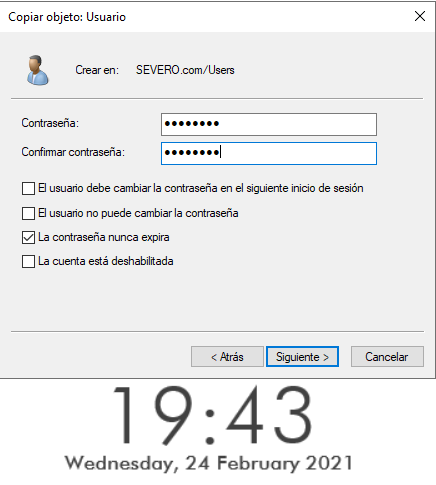 Copiar objeto: Usuario
Crear en: SEVERO.com/Users
Contraseña: ●●●●●●●●
Confirmar contraseña: ●●●●●●●●
El usuario debe cambiar la contraseña en el siguiente inicio de sesión
El usuario no puede cambiar la contraseña
La contraseña nunca expira
La cuenta está deshabilitada
< Atrás Siguiente > Cancelar
19:43
Wednesday, 24 February 2021